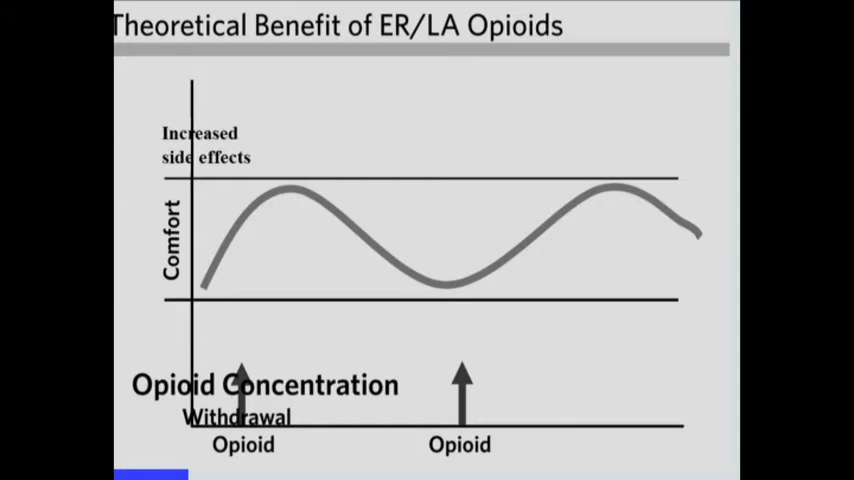 Theoretical Benefit of ER/LA Opioids
Increased
side effects
Comfort
Opioid Concentration
Withdrawal
Opioid
Opioid